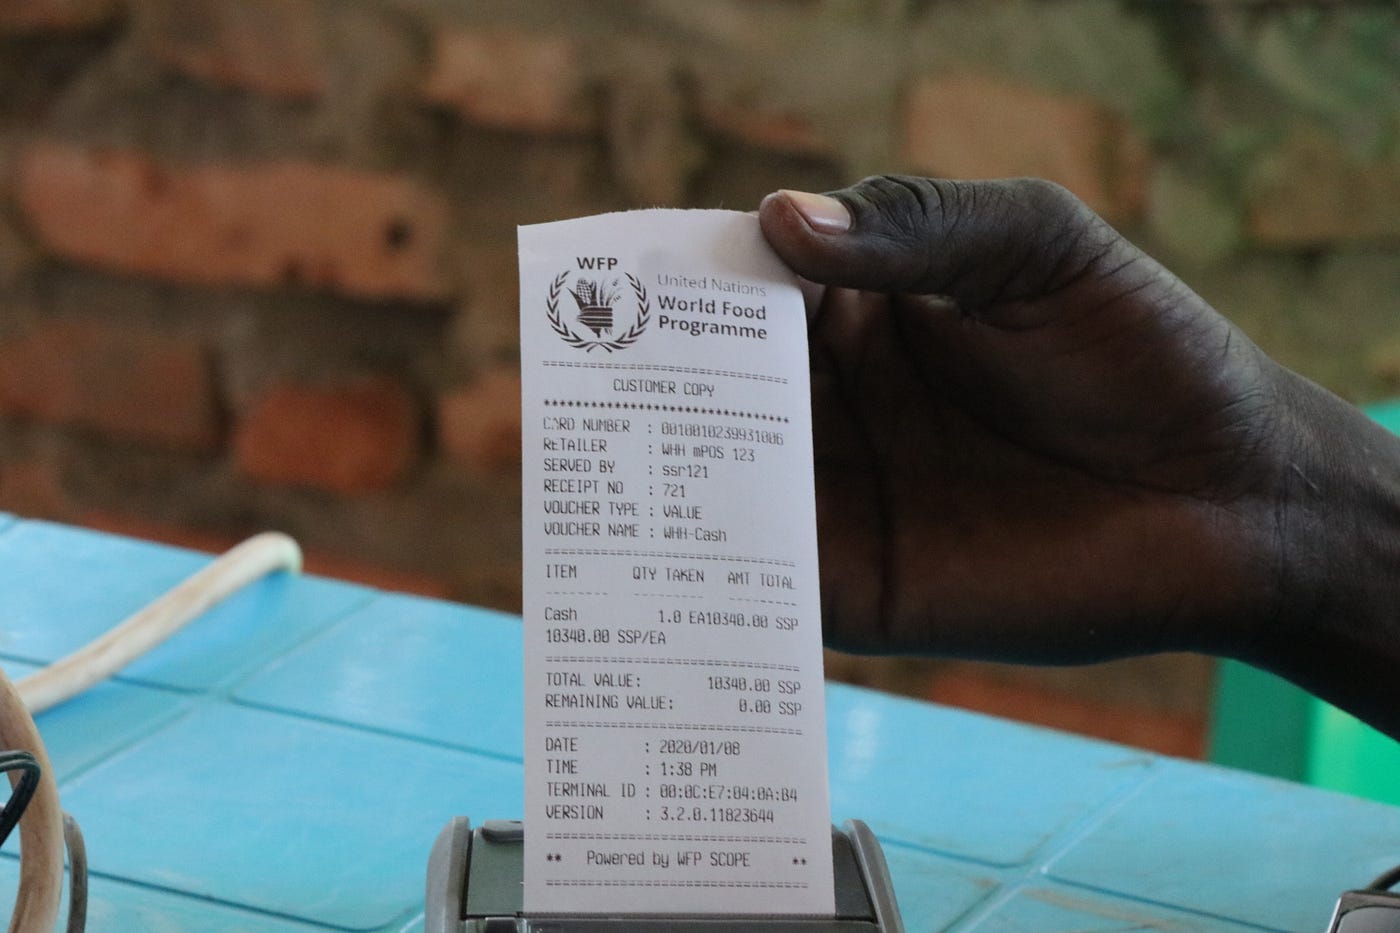 WFP
United Nations
World Food
Programme
================================
CUSTOMER COPY
********************************
CARD NUMBER : 0010010239931006
RETAILER : WHH mPOS 123
SERVED BY : ssr121
RECEIPT NO : 721
VOUCHER TYPE : VALUE
VOUCHER NAME : WHH-Cash
================================
ITEM QTY TAKEN AMT TOTAL
-------- --------- ---------
Cash 1.0 EA10340.00 SSP
10340.00 SSP/EA
================================
TOTAL VALUE: 10340.00 SSP
REMAINING VALUE: 0.00 SSP
================================
DATE : 2020/01/08
TIME : 1:38 PM
TERMINAL ID : 00:0C:E7:04:0A:B4
VERSION : 3.2.0.11823644
================================
** Powered by WFP SCOPE **
================================